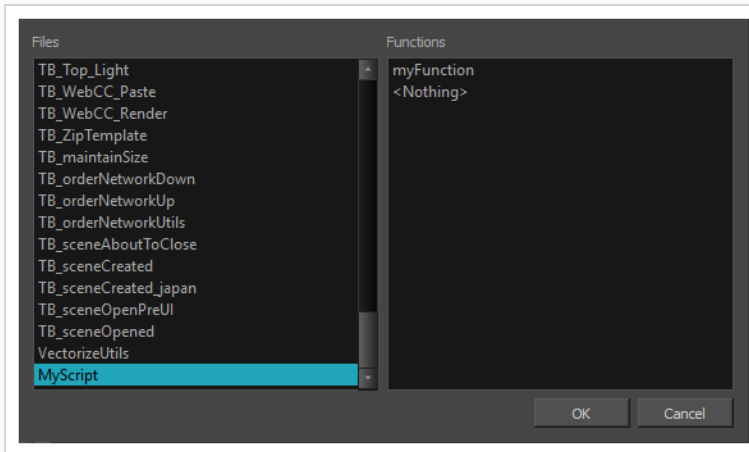 Files
TB_Top_Light
TB_WebCC_Paste
TB_WebCC_Render
TB_ZipTemplate
TB_maintainSize
TB_orderNetworkDown
TB_orderNetworkUp
TB_orderNetworkUtils
TB_sceneAboutToClose
TB_sceneCreated
TB_sceneCreated_japan
TB_sceneOpenPreUI
TB_sceneOpened
VectorizeUtils
MyScript
Functions
myFunction
<Nothing>
OK
Cancel